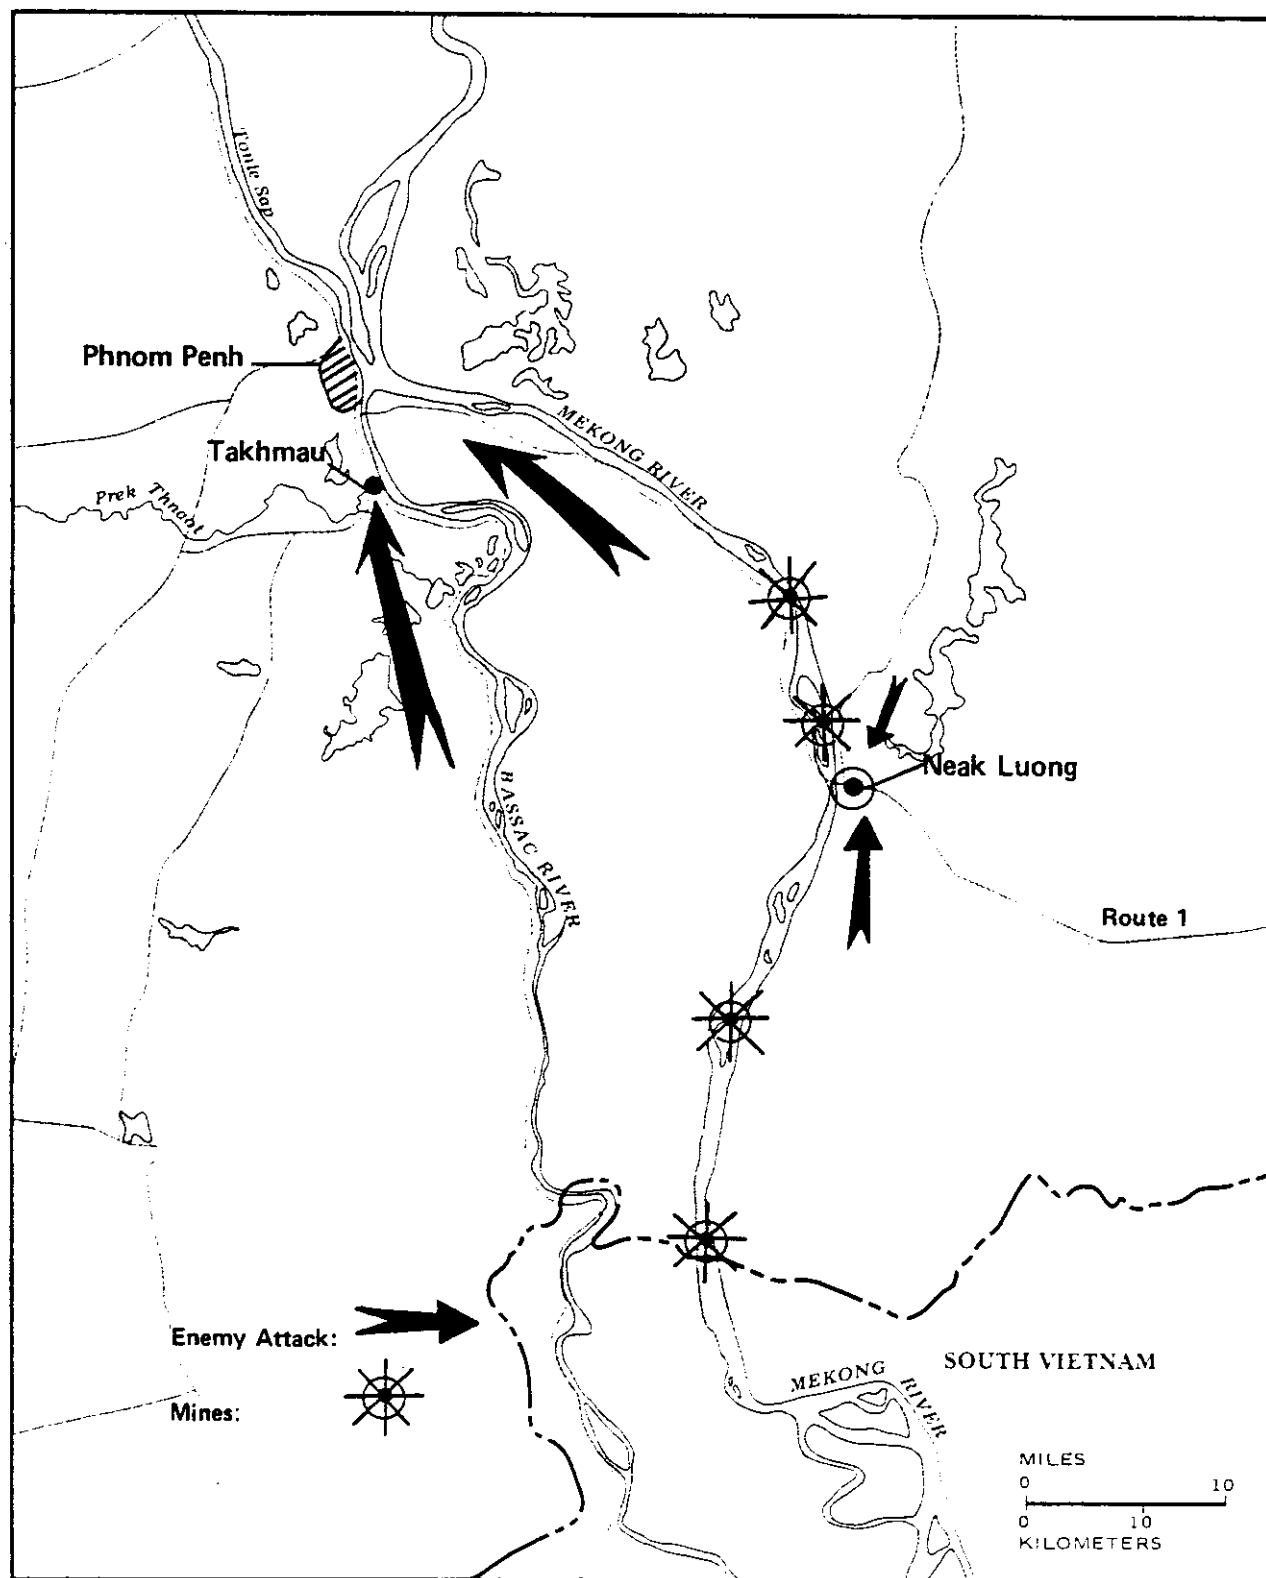 Tonle Sap
Phnom Penh
MEKONG RIVER
Takhmau
Prek Thnaot
Neak Luong
BASSAC RIVER
Route 1
Enemy Attack:
SOUTH VIETNAM
MEKONG RIVER
Mines:
MILES
0 10
0 10
KILOMETERS